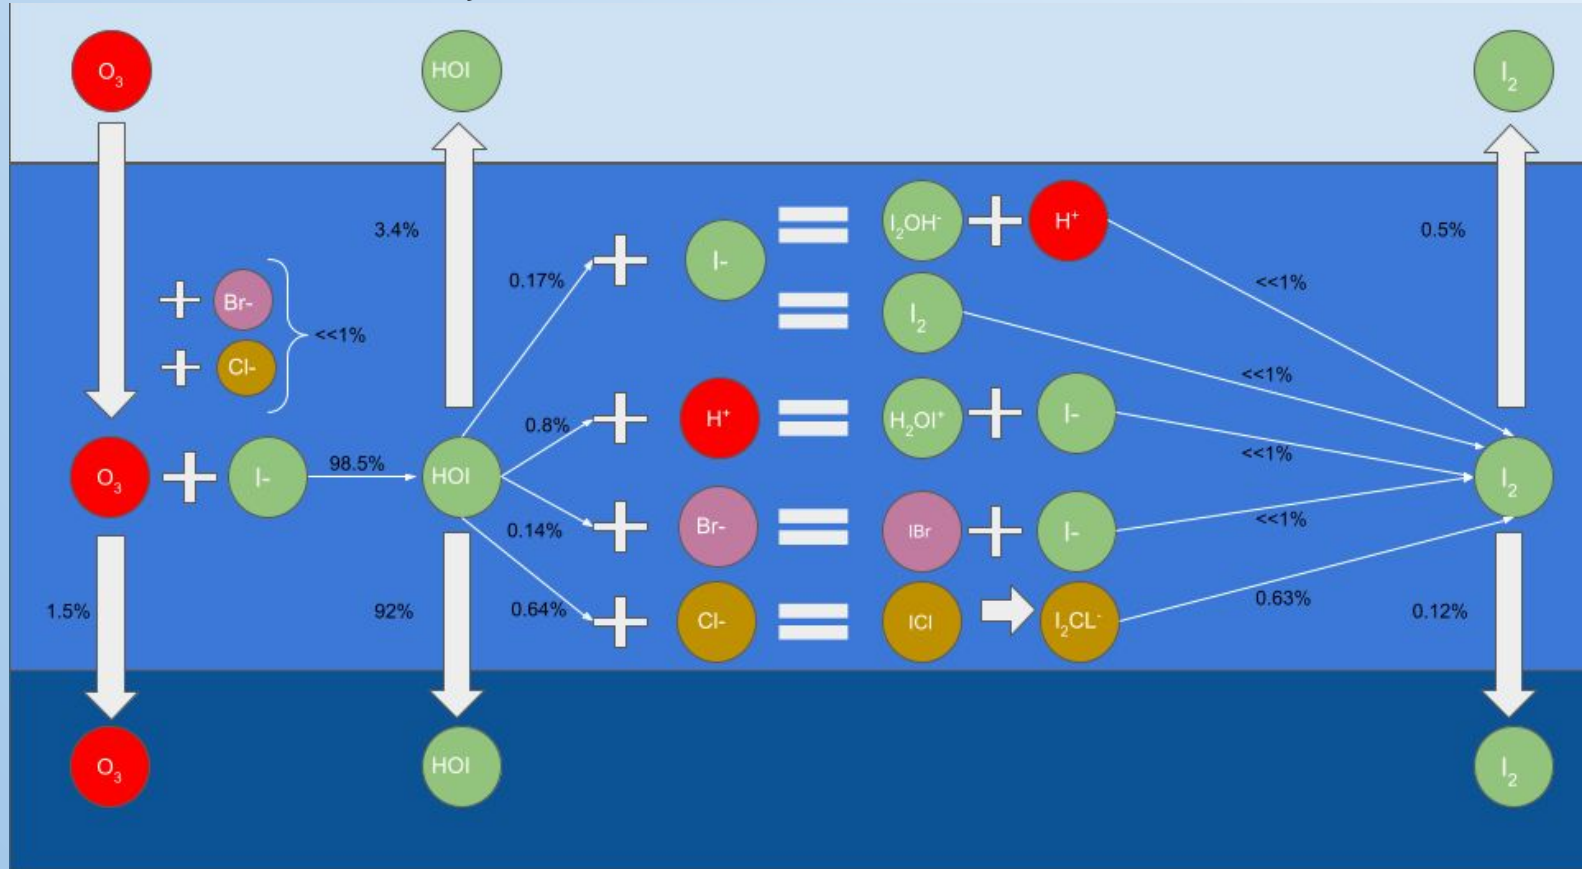 O3
HOI
I2
3.4%
0.5%
I2OH-
H+
I-
0.17%
<<1%
Br-
<<1%
I2
Cl-
<<1%
0.8%
H+
H2OI+
I-
<<1%
O3
I-
98.5%
HOI
I2
0.14%
Br-
IBr
I-
<<1%
1.5%
92%
0.64%
Cl-
ICl
I2CL-
0.63%
0.12%
O3
HOI
I2